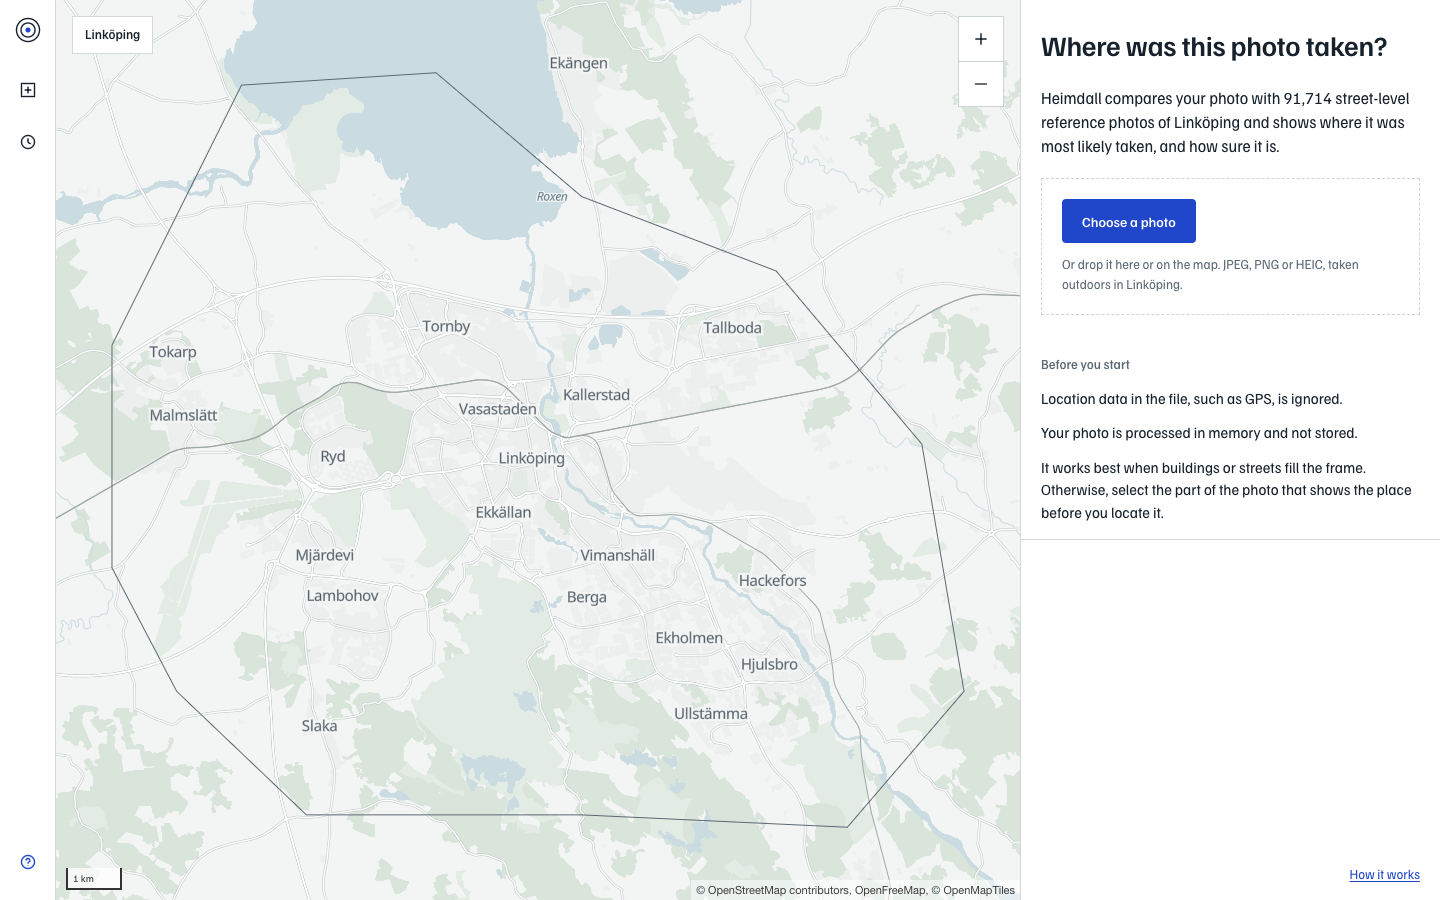 Linköping
+
−
Ekängen
Roxen
Tornby
Tallboda
Tokarp
Kallerstad
Vasastaden
Malmslätt
Ryd
Linköping
Ekkällan
Mjärdevi
Vimanshäll
Hackefors
Lambohov
Berga
Ekholmen
Hjulsbro
Ullstämma
Slaka
1 km
© OpenStreetMap contributors, OpenFreeMap, © OpenMapTiles
Where was this photo taken?
Heimdall compares your photo with 91,714 street-level
reference photos of Linköping and shows where it was
most likely taken, and how sure it is.
Choose a photo
Or drop it here or on the map. JPEG, PNG or HEIC, taken
outdoors in Linköping.
Before you start
Location data in the file, such as GPS, is ignored.
Your photo is processed in memory and not stored.
It works best when buildings or streets fill the frame.
Otherwise, select the part of the photo that shows the place
before you locate it.
How it works